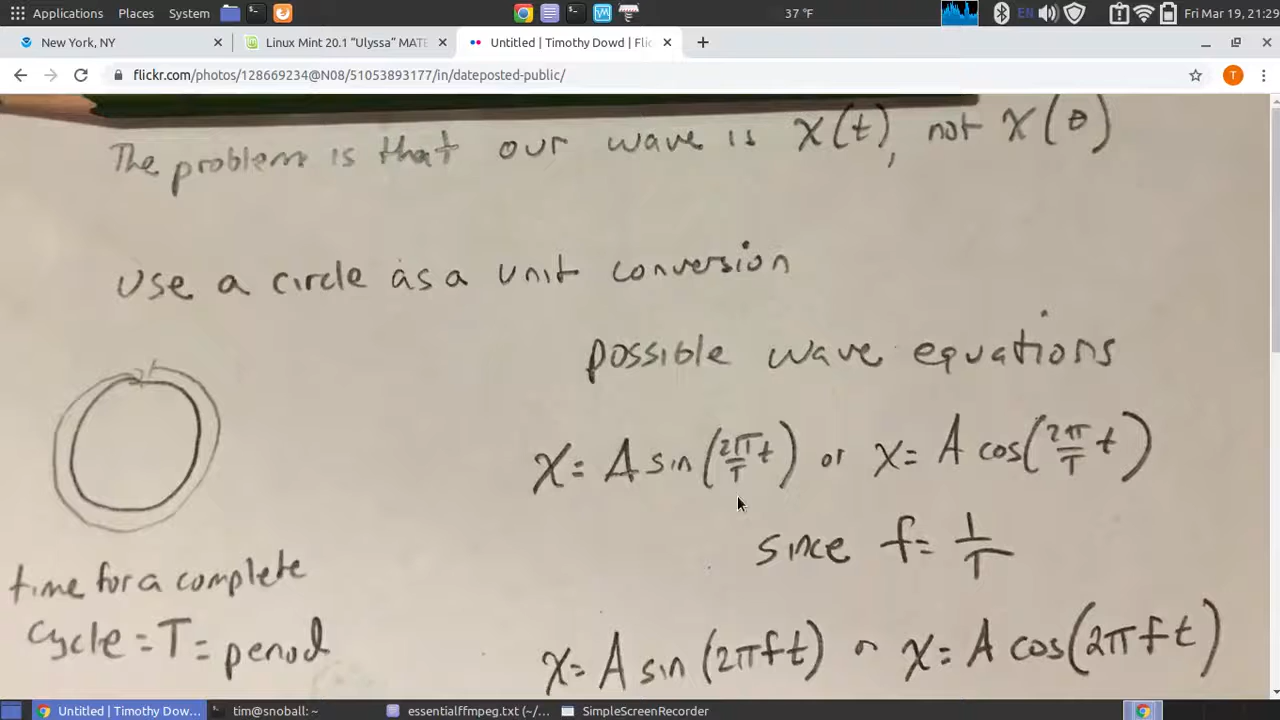 Applications Places System 37 °F EN Fri Mar 19, 21:29
New York, NY Linux Mint 20.1 "Ulyssa" MATE Untitled | Timothy Dowd | Flic
flickr.com/photos/128669234@N08/51053893177/in/dateposted-public/ T
The problem is that our wave is x(t), not x(θ)
Use a circle as a unit conversion
possible wave equations
x = A sin(2π/T t) or x = A cos(2π/T t)
since f = 1/T
time for a complete
cycle = T = period
x = A sin(2πft) or x = A cos(2πft)
Untitled | Timothy Dow... tim@snoball: ~ essentialffmpeg.txt (~/... SimpleScreenRecorder